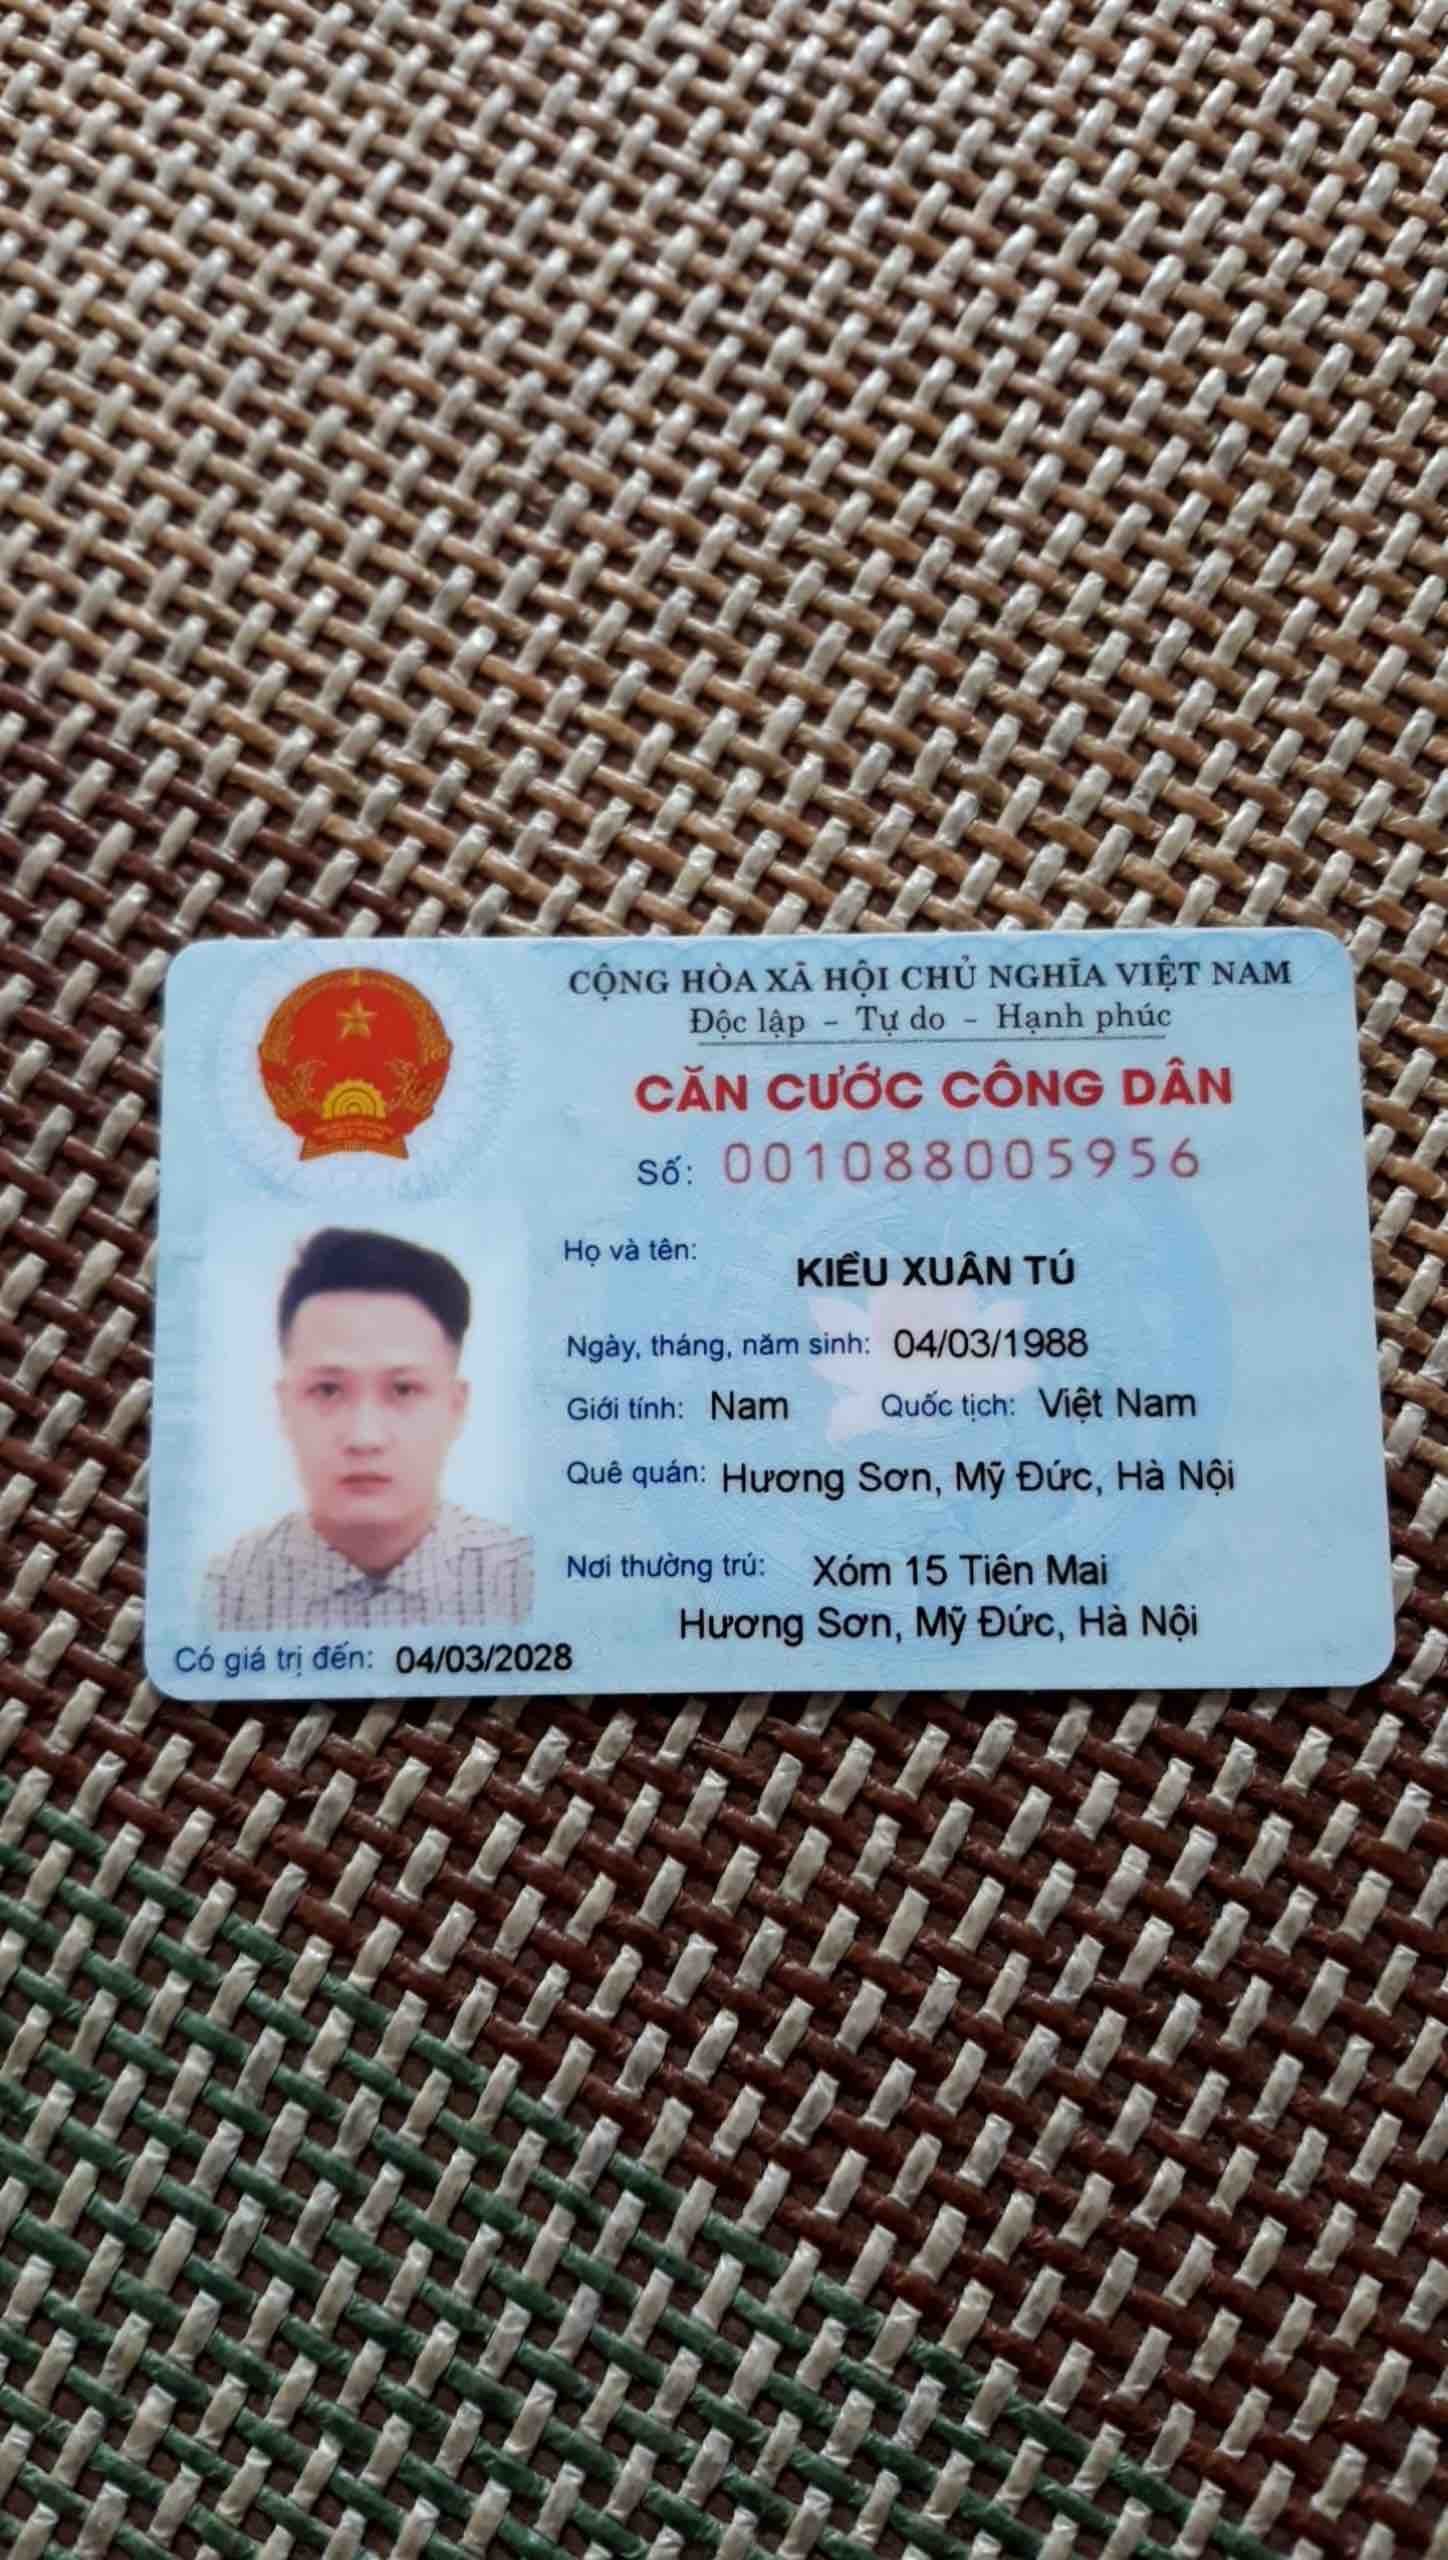 CỘNG HÒA XÃ HỘI CHỦ NGHĨA VIỆT NAM
Độc lập - Tự do - Hạnh phúc
CĂN CƯỚC CÔNG DÂN
Số: 001088005956
Họ và tên: KIỀU XUÂN TÚ
Ngày, tháng, năm sinh: 04/03/1988
Giới tính: Nam Quốc tịch: Việt Nam
Quê quán: Hương Sơn, Mỹ Đức, Hà Nội
Nơi thường trú: Xóm 15 Tiên Mai
Hương Sơn, Mỹ Đức, Hà Nội
Có giá trị đến: 04/03/2028